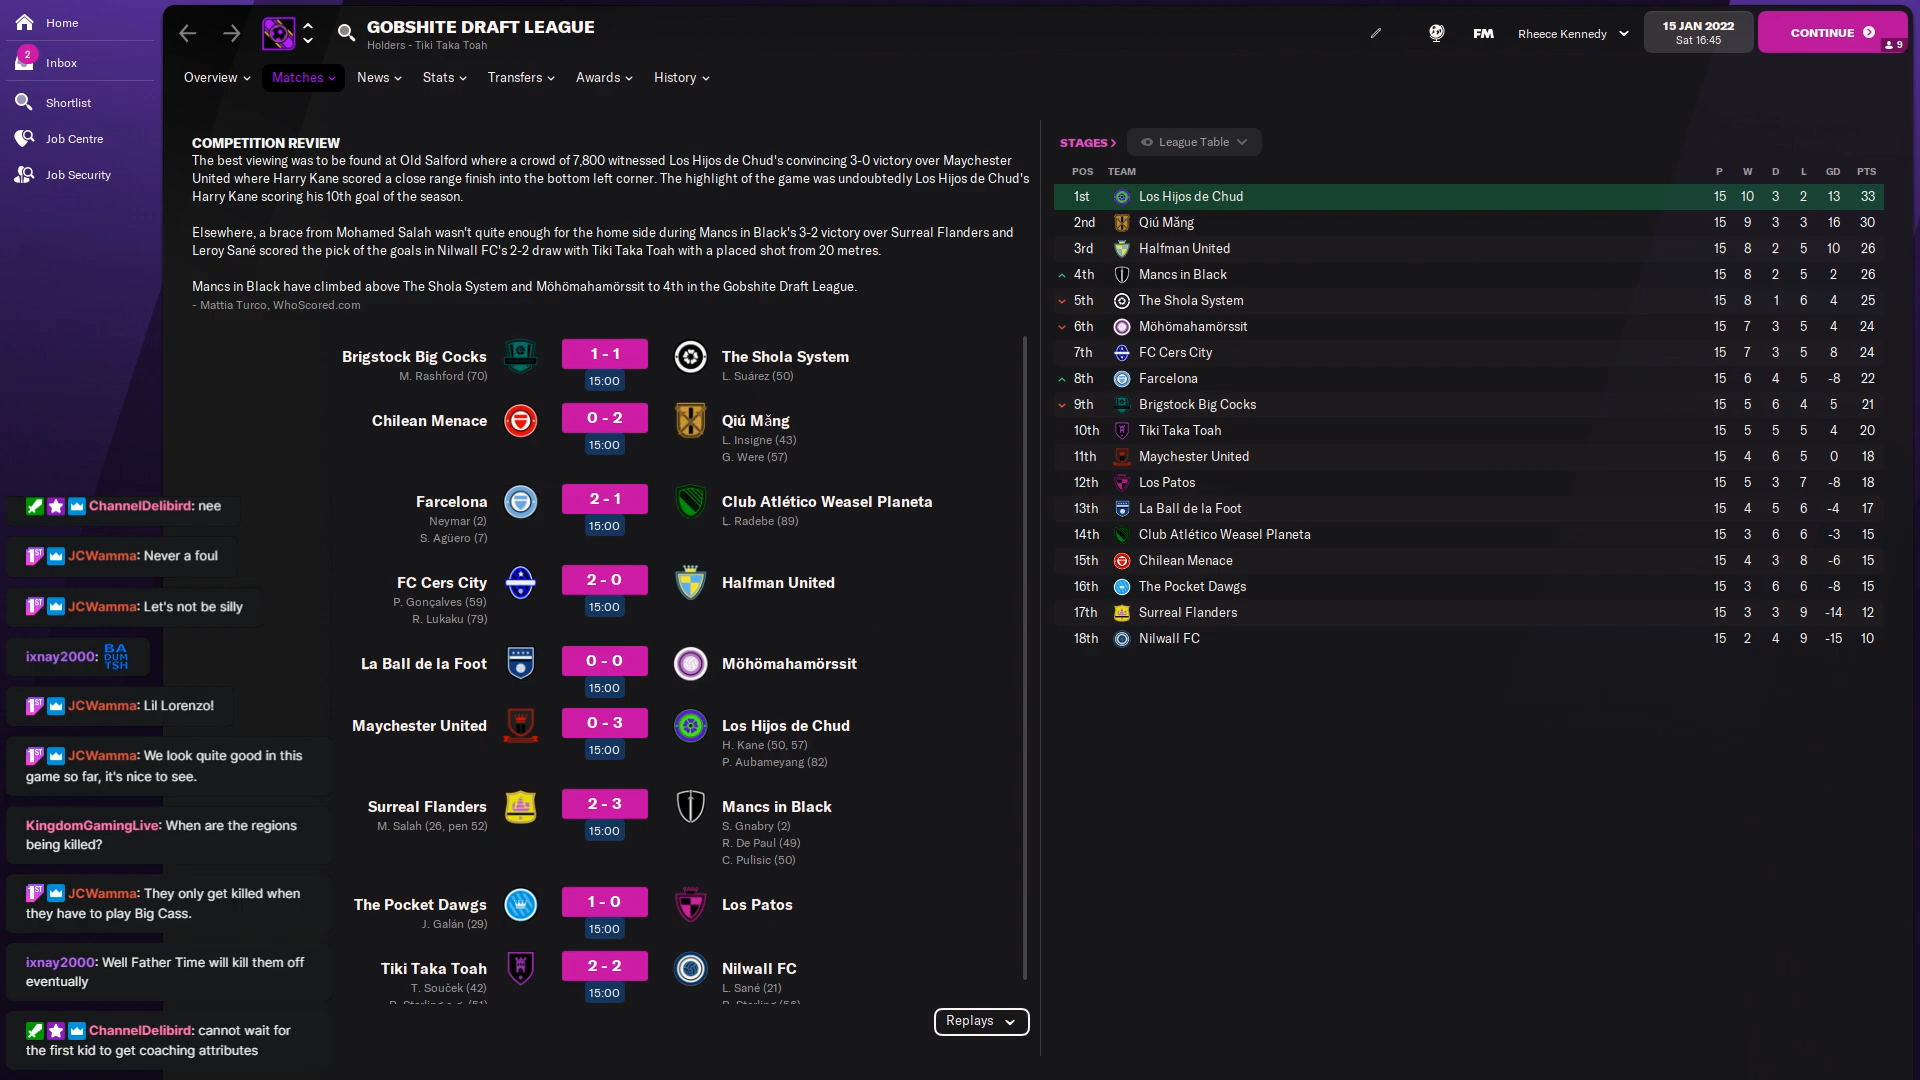 Home
2
Inbox
Shortlist
Job Centre
Job Security
GOBSHITE DRAFT LEAGUE
Holders - Tiki Taka Toah
FM
Rheece Kennedy
15 JAN 2022
Sat 16:45
CONTINUE
9
Overview
Matches
News
Stats
Transfers
Awards
History
COMPETITION REVIEW
The best viewing was to be found at Old Salford where a crowd of 7,800 witnessed Los Hijos de Chud's convincing 3-0 victory over Maychester
United where Harry Kane scored a close range finish into the bottom left corner. The highlight of the game was undoubtedly Los Hijos de Chud's
Harry Kane scoring his 10th goal of the season.
Elsewhere, a brace from Mohamed Salah wasn't quite enough for the home side during Mancs in Black's 3-2 victory over Surreal Flanders and
Leroy Sané scored the pick of the goals in Nilwall FC's 2-2 draw with Tiki Taka Toah with a placed shot from 20 metres.
Mancs in Black have climbed above The Shola System and Möhömahamörssit to 4th in the Gobshite Draft League.
- Mattia Turco, WhoScored.com
Brigstock Big Cocks 1 - 1 The Shola System
M. Rashford (70) 15:00 L. Suárez (50)
Chilean Menace 0 - 2 Qiú Mǎng
15:00 L. Insigne (43)
G. Were (57)
Farcelona 2 - 1 Club Atlético Weasel Planeta
Neymar (2) 15:00 L. Radebe (89)
S. Agüero (7)
FC Cers City 2 - 0 Halfman United
P. Gonçalves (59) 15:00
R. Lukaku (79)
La Ball de la Foot 0 - 0 Möhömahamörssit
15:00
Maychester United 0 - 3 Los Hijos de Chud
15:00 H. Kane (50, 57)
P. Aubameyang (82)
Surreal Flanders 2 - 3 Mancs in Black
M. Salah (26, pen 52) 15:00 S. Gnabry (2)
R. De Paul (49)
C. Pulisic (50)
The Pocket Dawgs 1 - 0 Los Patos
J. Galán (29) 15:00
Tiki Taka Toah 2 - 2 Nilwall FC
T. Souček (42) 15:00 L. Sané (21)
Replays
STAGES
League Table
POS TEAM P W D L GD PTS
1st Los Hijos de Chud 15 10 3 2 13 33
2nd Qiú Mǎng 15 9 3 3 16 30
3rd Halfman United 15 8 2 5 10 26
4th Mancs in Black 15 8 2 5 2 26
5th The Shola System 15 8 1 6 4 25
6th Möhömahamörssit 15 7 3 5 4 24
7th FC Cers City 15 7 3 5 8 24
8th Farcelona 15 6 4 5 -8 22
9th Brigstock Big Cocks 15 5 6 4 5 21
10th Tiki Taka Toah 15 5 5 5 4 20
11th Maychester United 15 4 6 5 0 18
12th Los Patos 15 5 3 7 -8 18
13th La Ball de la Foot 15 4 5 6 -4 17
14th Club Atlético Weasel Planeta 15 3 6 6 -3 15
15th Chilean Menace 15 4 3 8 -6 15
16th The Pocket Dawgs 15 3 6 6 -8 15
17th Surreal Flanders 15 3 3 9 -14 12
18th Nilwall FC 15 2 4 9 -15 10
ChannelDelibird: nee
1ST JCWamma: Never a foul
1ST JCWamma: Let's not be silly
ixnay2000: BA DUM TSH
1ST JCWamma: Lil Lorenzo!
1ST JCWamma: We look quite good in this
game so far, it's nice to see.
KingdomGamingLive: When are the regions
being killed?
1ST JCWamma: They only get killed when
they have to play Big Cass.
ixnay2000: Well Father Time will kill them off
eventually
ChannelDelibird: cannot wait for
the first kid to get coaching attributes